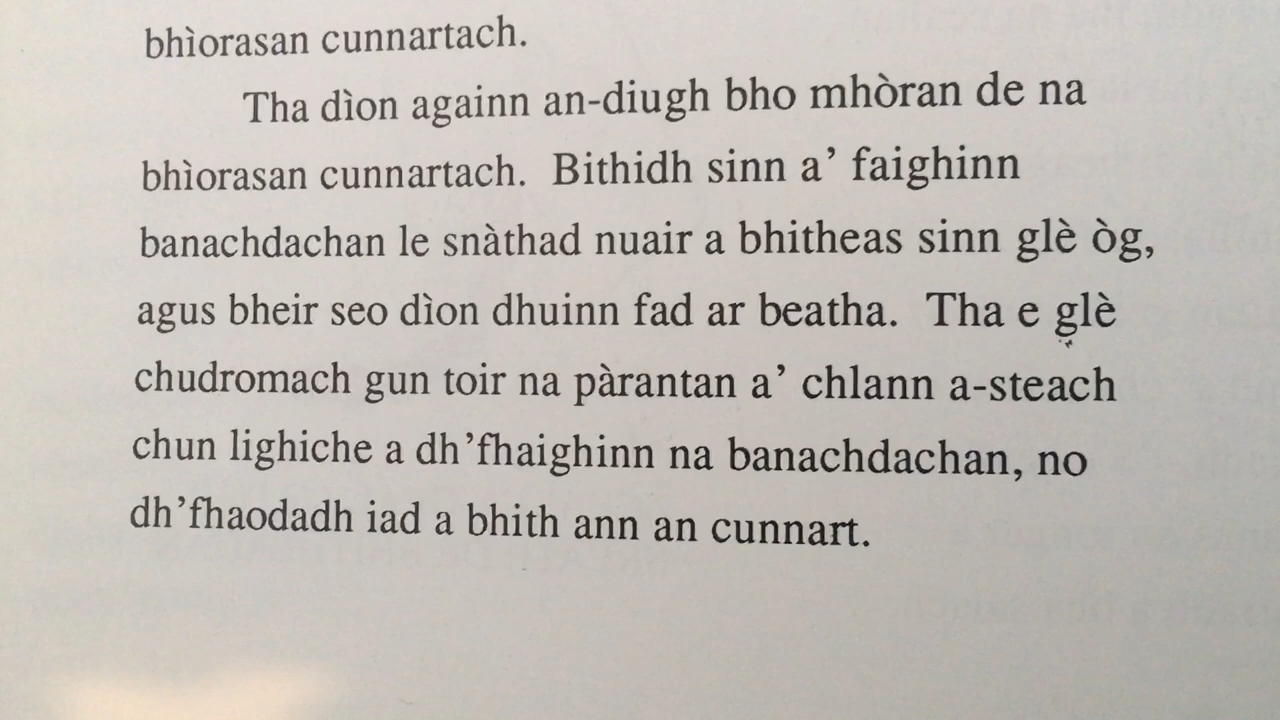 bhìorasan cunnartach.
Tha dìon againn an-diugh bho mhòran de na
bhìorasan cunnartach. Bithidh sinn a’ faighinn
banachdachan le snàthad nuair a bhitheas sinn glè òg,
agus bheir seo dìon dhuinn fad ar beatha. Tha e glè
chudromach gun toir na pàrantan a’ chlann a-steach
chun lighiche a dh’fhaighinn na banachdachan, no
dh’fhaodadh iad a bhith ann an cunnart.